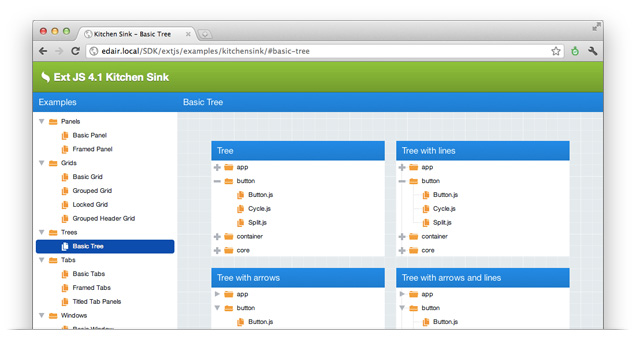 Kitchen Sink – Basic Tree
edair.local/SDK/extjs/examples/kitchensink/#basic-tree
Ext JS 4.1 Kitchen Sink
Examples
Panels
Basic Panel
Framed Panel
Grids
Basic Grid
Grouped Grid
Locked Grid
Grouped Header Grid
Trees
Basic Tree
Tabs
Basic Tabs
Framed Tabs
Titled Tab Panels
Windows
Basic Window
Basic Tree
Tree
app
button
Button.js
Cycle.js
Split.js
container
core
Tree with lines
app
button
Button.js
Cycle.js
Split.js
container
core
Tree with arrows
app
button
Button.js
Tree with arrows and lines
app
button
Button.js